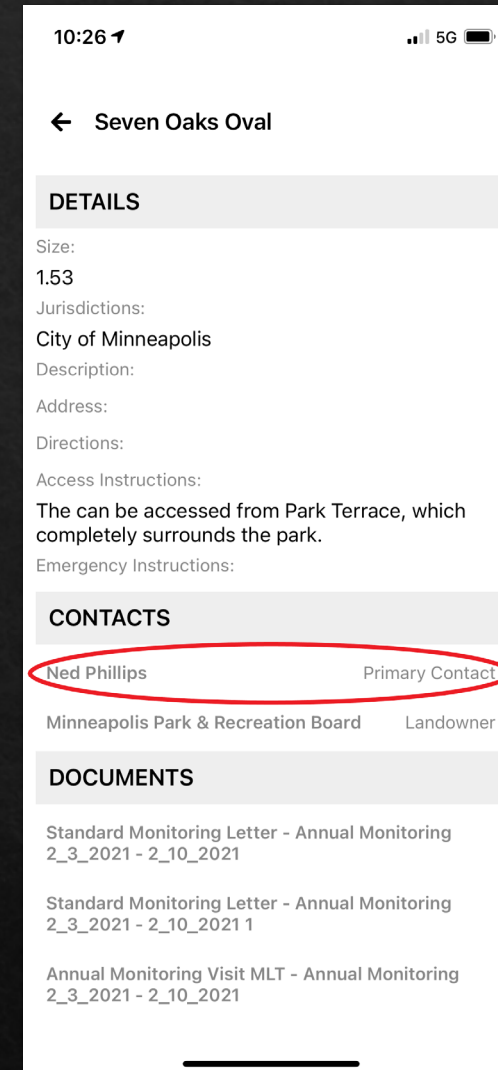 10:26
5G
Seven Oaks Oval
DETAILS
Size:
1.53
Jurisdictions:
City of Minneapolis
Description:
Address:
Directions:
Access Instructions:
The can be accessed from Park Terrace, which
completely surrounds the park.
Emergency Instructions:
CONTACTS
Ned Phillips Primary Contact
Minneapolis Park & Recreation Board Landowner
DOCUMENTS
Standard Monitoring Letter - Annual Monitoring
2_3_2021 - 2_10_2021
Standard Monitoring Letter - Annual Monitoring
2_3_2021 - 2_10_2021 1
Annual Monitoring Visit MLT - Annual Monitoring
2_3_2021 - 2_10_2021